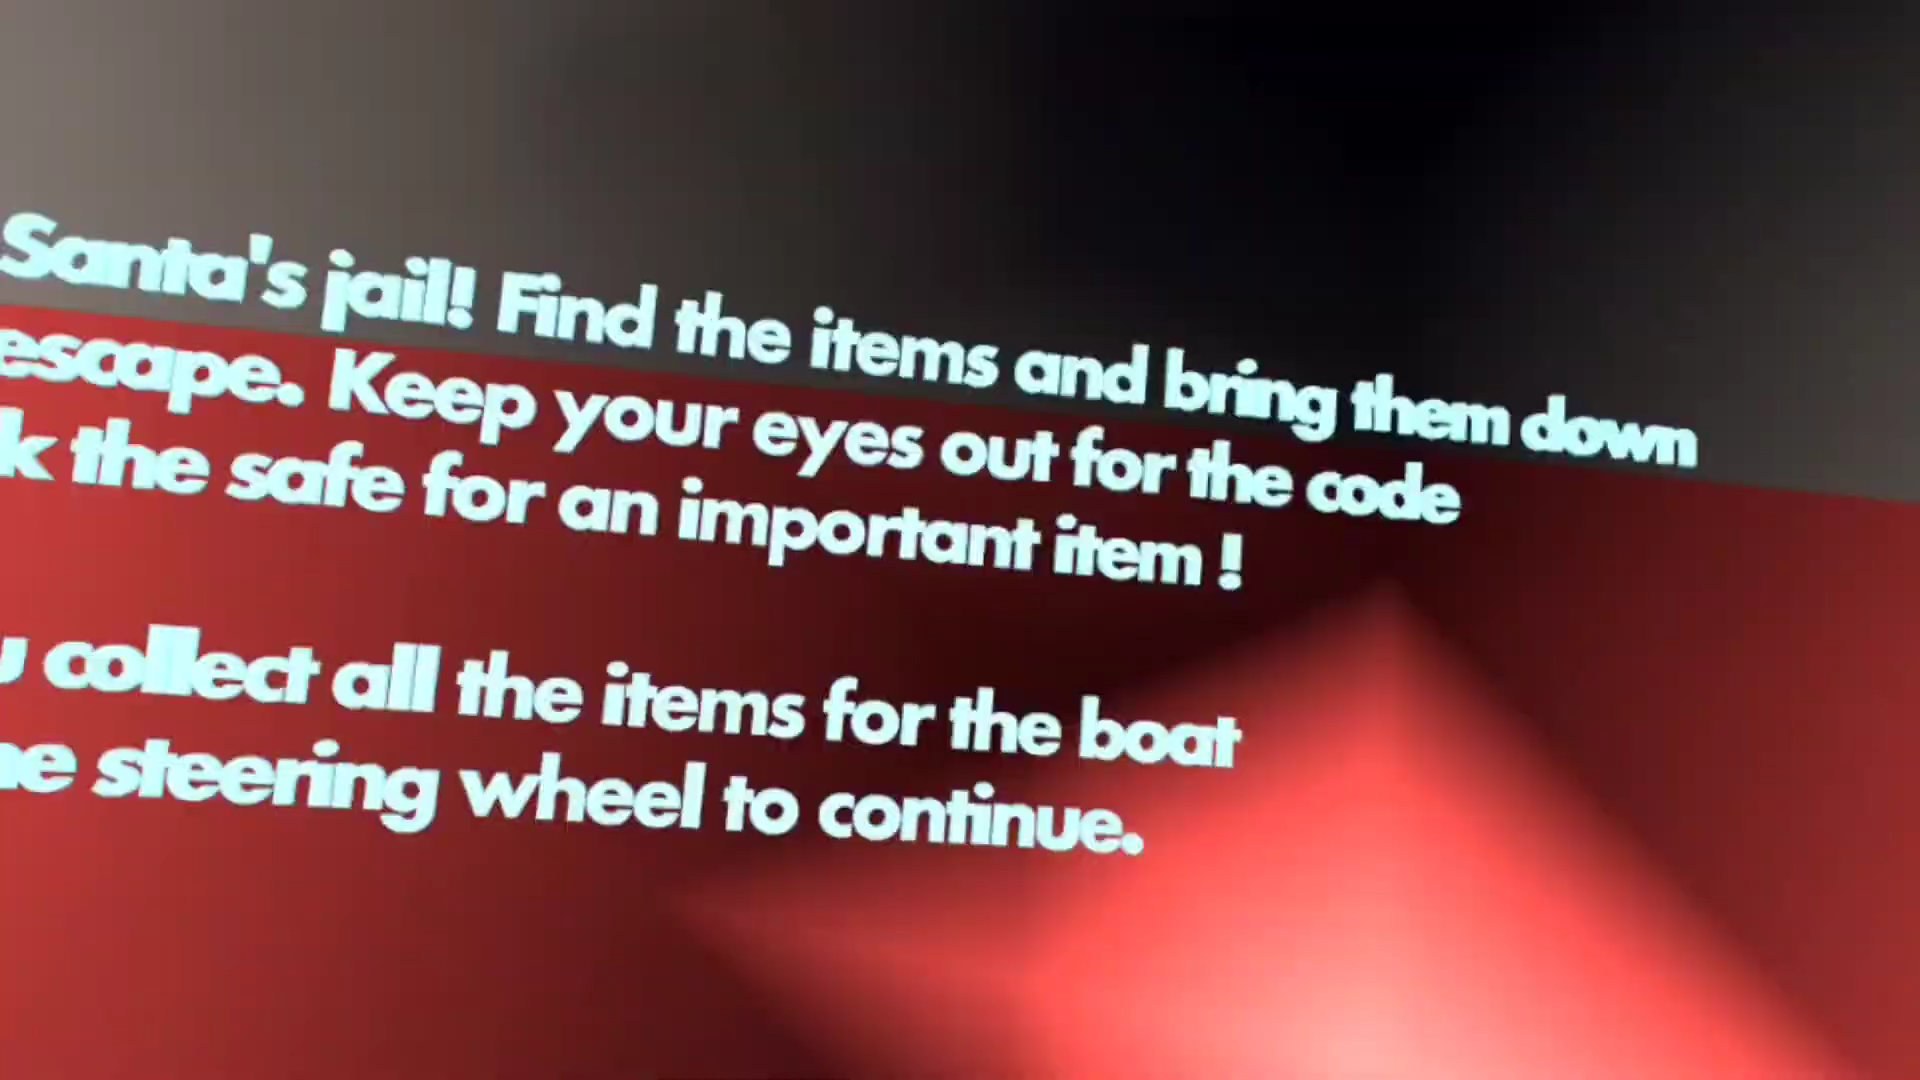 Santa's jail! Find the items and bring them down
escape. Keep your eyes out for the code
k the safe for an important item !
u collect all the items for the boat
he steering wheel to continue.